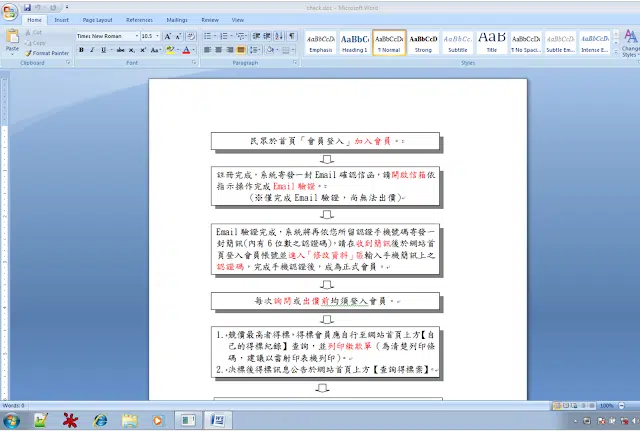 check.doc - Microsoft Word
Home Insert Page Layout References Mailings Review View
Paste
Cut
Copy
Format Painter
Times New Roman 10.5
AaBbCcDc AaBbCc AaBbCcDc AaBbCcDc AaBbCcDc AaB AaBbCcDc AaBbCcDc AaBbCcDc
Emphasis Heading 1 ¶ Normal Strong Subtitle Title ¶ No Spaci... Subtle Em... Intense E...
Change
Clipboard Font Paragraph Styles
民眾於首頁「會員登入」加入會員。
註冊完成，系統寄發一封 Email 確認信函，請開啟信箱依
指示操作完成 Email 驗證。
(※僅完成 Email 驗證，尚無法出價)
Email 驗證完成，系統將再依您所留認證手機號碼寄發一
封簡訊(內有 6 位數之認證碼)，請在收到簡訊後於網站首
頁登入會員帳號並進入「修改資料」區輸入手機簡訊上之
認證碼，完成手機認證後，成為正式會員。
每次詢問或出價前均須登入會員。
1. 競價最高者得標，得標會員應自行至網站首頁上方【自
己的得標紀錄】查詢，並列印繳款單（為清楚列印條
碼，建議以雷射印表機列印）。
2. 決標後得標訊息公告於網站首頁上方【查詢得標案】。
Words: 0
100%